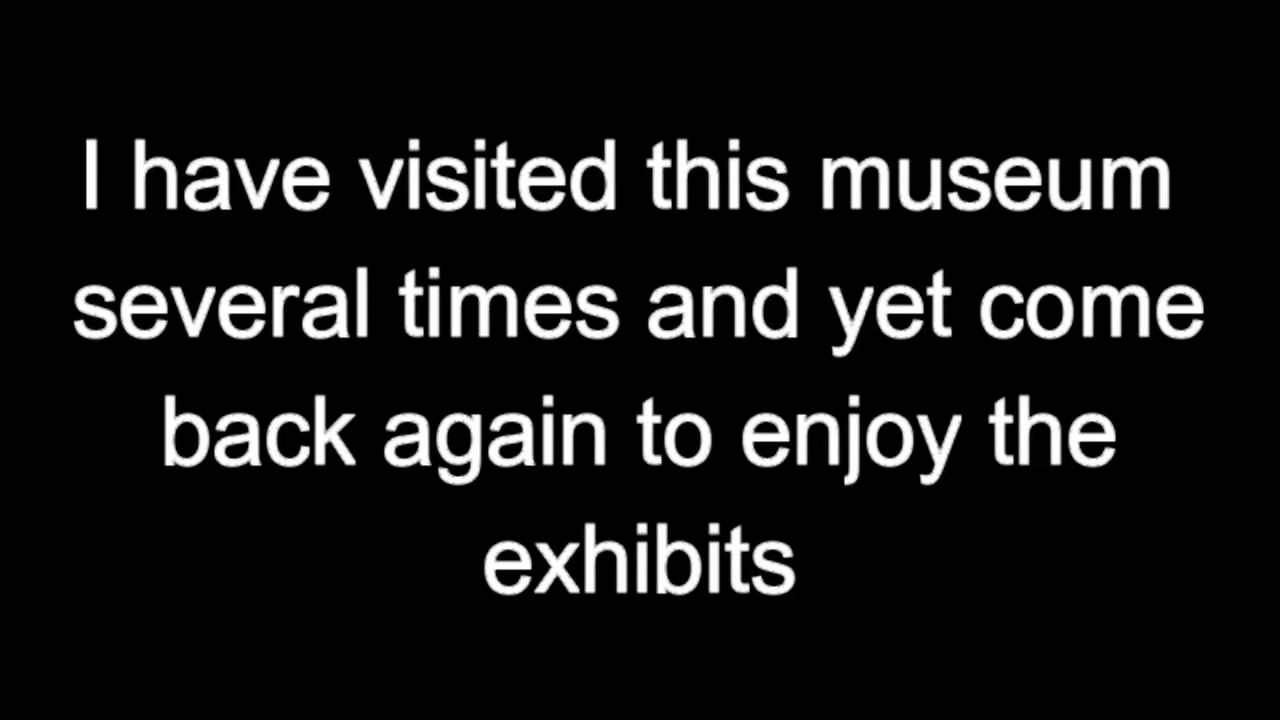 I have visited this museum
several times and yet come
back again to enjoy the
exhibits